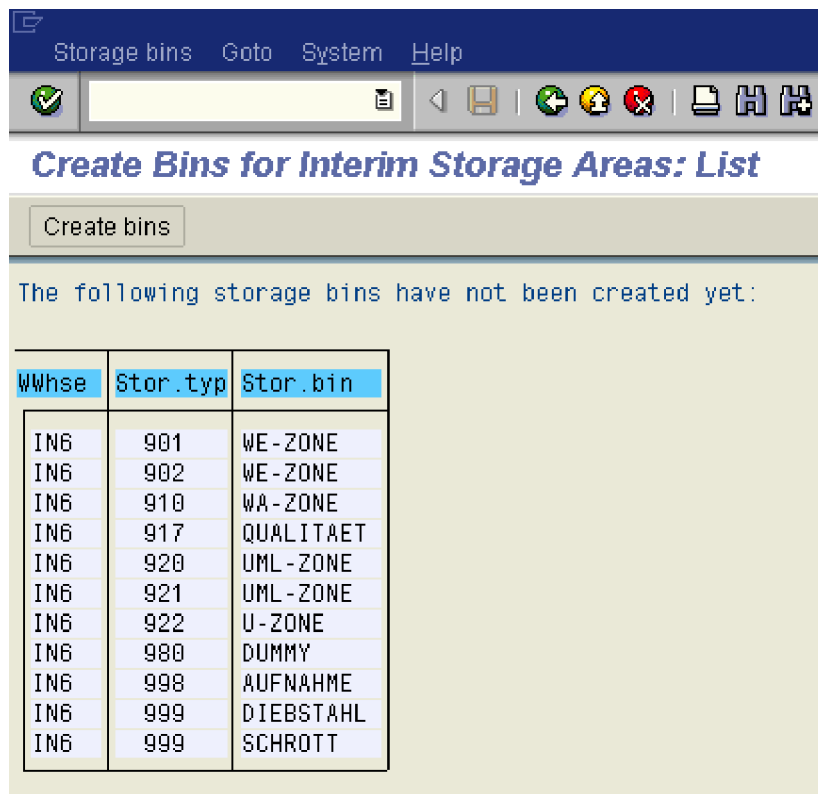 Storage bins Goto System Help
Create Bins for Interim Storage Areas: List
Create bins
The following storage bins have not been created yet:
WWhse Stor.typ Stor.bin
IN6 901 WE-ZONE
IN6 902 WE-ZONE
IN6 910 WA-ZONE
IN6 917 QUALITAET
IN6 920 UML-ZONE
IN6 921 UML-ZONE
IN6 922 U-ZONE
IN6 980 DUMMY
IN6 998 AUFNAHME
IN6 999 DIEBSTAHL
IN6 999 SCHROTT